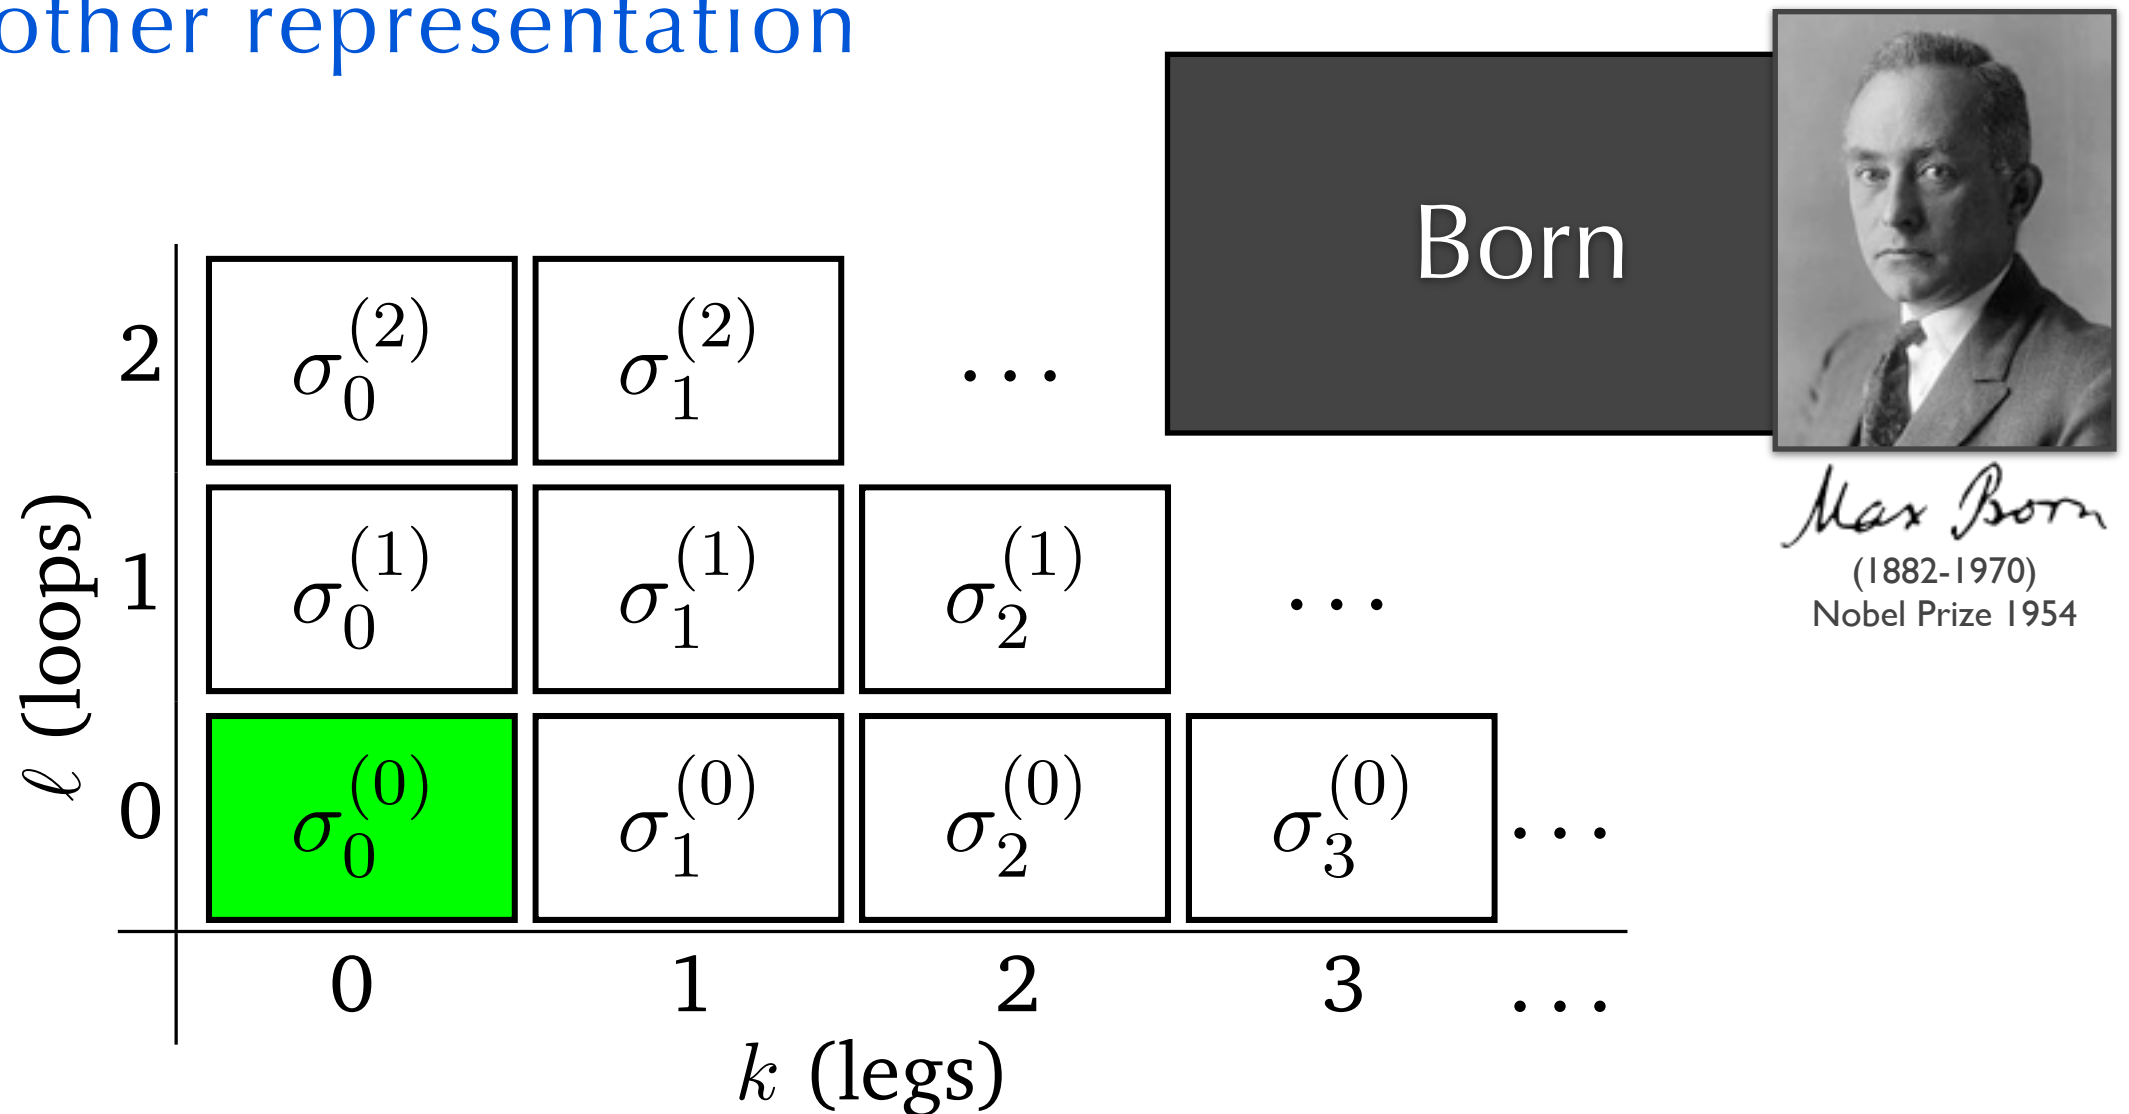 other representation
Born
Max Born
(1882-1970)
Nobel Prize 1954
ℓ (loops)
2 σ₀⁽²⁾ σ₁⁽²⁾ ...
1 σ₀⁽¹⁾ σ₁⁽¹⁾ σ₂⁽¹⁾ ...
0 σ₀⁽⁰⁾ σ₁⁽⁰⁾ σ₂⁽⁰⁾ σ₃⁽⁰⁾ ...
0 1 2 3 ...
k (legs)